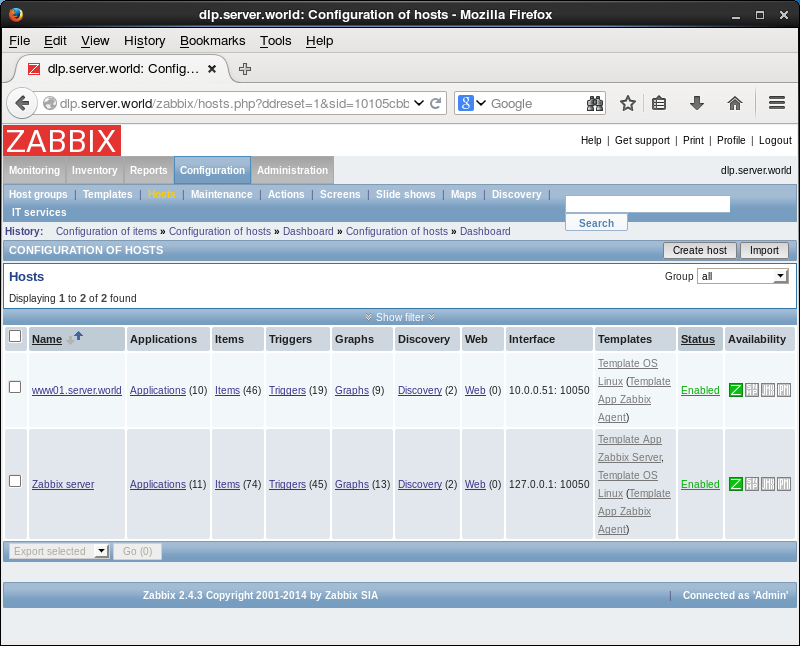 dlp.server.world: Configuration of hosts - Mozilla Firefox
File Edit View History Bookmarks Tools Help
dlp.server.world: Config...
dlp.server.world/zabbix/hosts.php?ddreset=1&sid=10105cbb
Google
ZABBIX
Help | Get support | Print | Profile | Logout
Monitoring Inventory Reports Configuration Administration
dlp.server.world
Host groups | Templates | Hosts | Maintenance | Actions | Screens | Slide shows | Maps | Discovery |
IT services
Search
History: Configuration of items » Configuration of hosts » Dashboard » Configuration of hosts » Dashboard
CONFIGURATION OF HOSTS
Create host Import
Hosts
Group all
Displaying 1 to 2 of 2 found
Show filter
Name Applications Items Triggers Graphs Discovery Web Interface Templates Status Availability
www01.server.world Applications (10) Items (46) Triggers (19) Graphs (9) Discovery (2) Web (0) 10.0.0.51: 10050
Template OS
Linux (Template
App Zabbix
Agent)
Enabled
Z SNMP JMX IPMI
Zabbix server Applications (11) Items (74) Triggers (45) Graphs (13) Discovery (2) Web (0) 127.0.0.1: 10050
Template App
Zabbix Server,
Template OS
Linux (Template
App Zabbix
Agent)
Enabled
Z SNMP JMX IPMI
Export selected Go (0)
Zabbix 2.4.3 Copyright 2001-2014 by Zabbix SIA
| Connected as 'Admin'